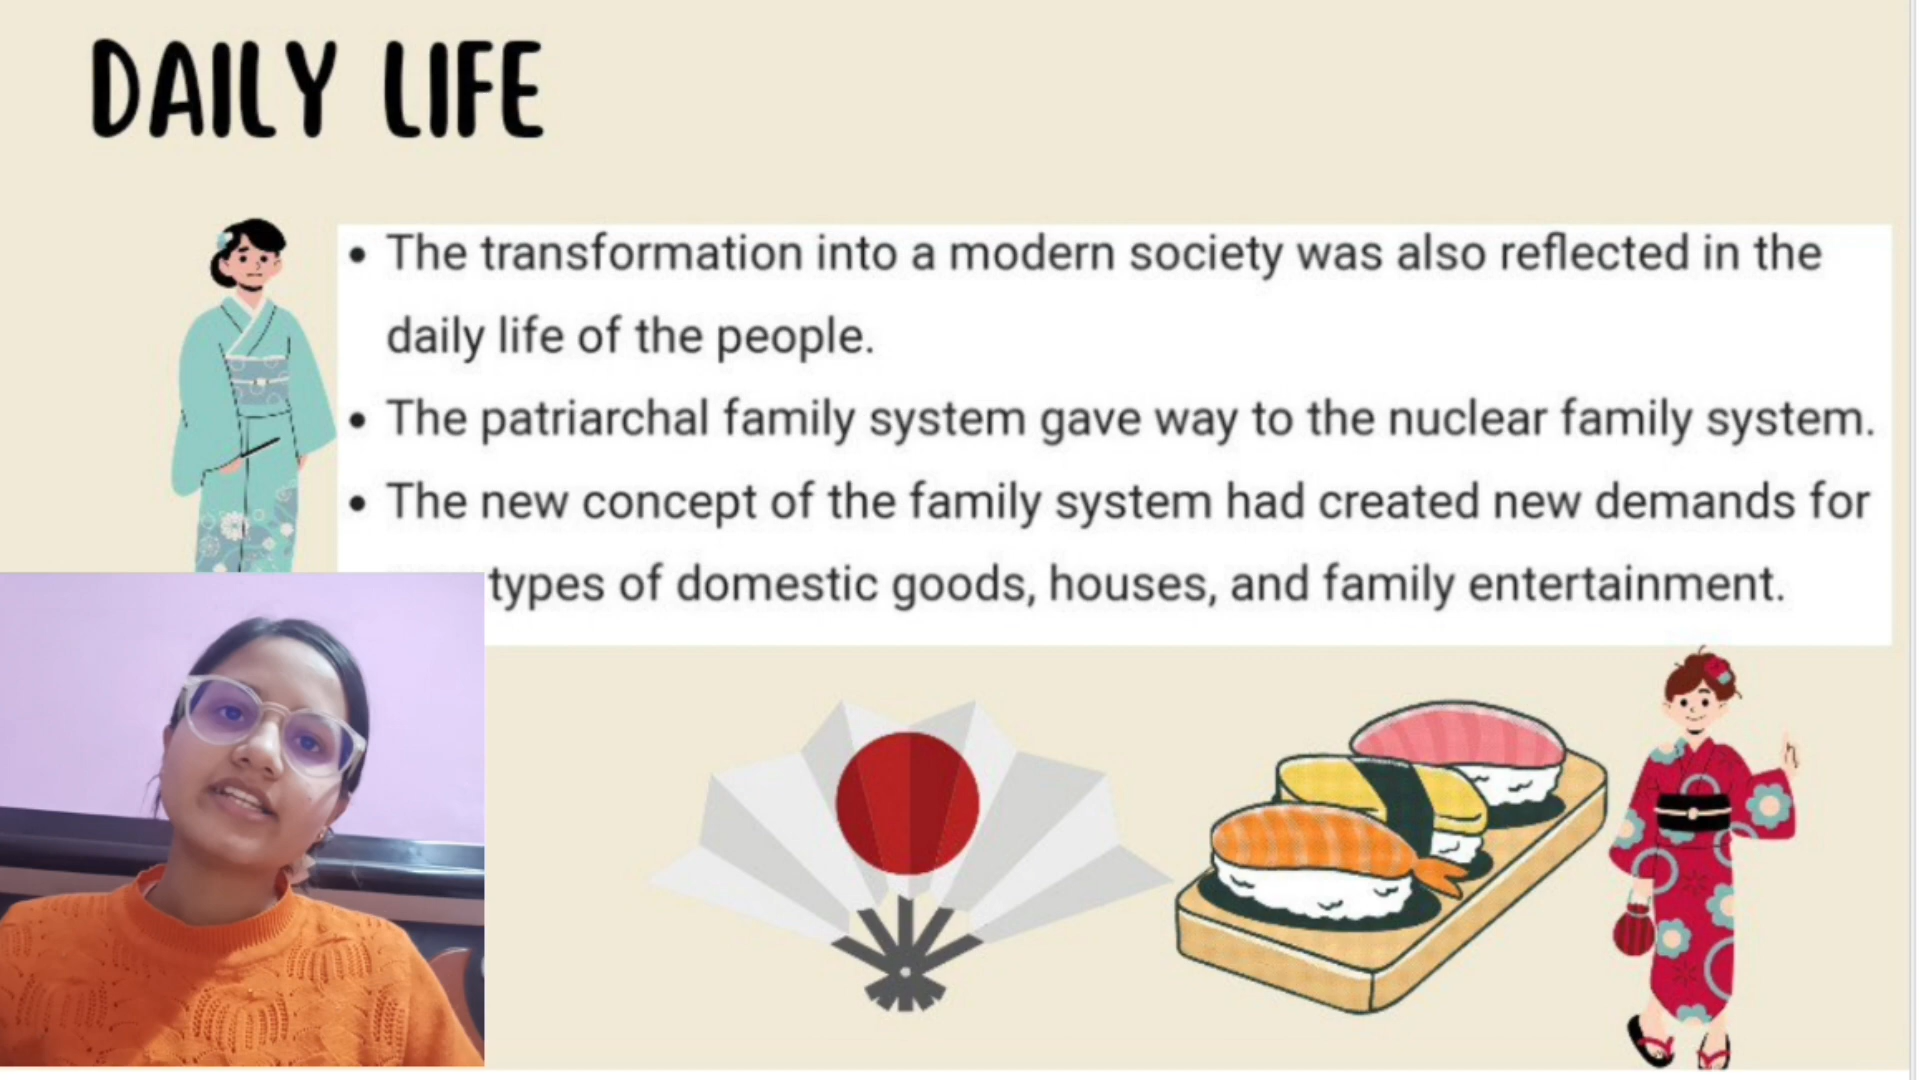 DAILY LIFE
• The transformation into a modern society was also reflected in the
daily life of the people.
• The patriarchal family system gave way to the nuclear family system.
• The new concept of the family system had created new demands for
types of domestic goods, houses, and family entertainment.